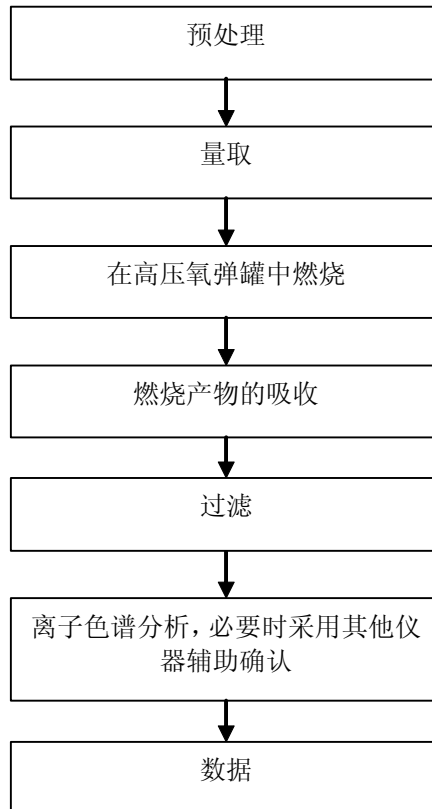 预处理
量取
在高压氧弹罐中燃烧
燃烧产物的吸收
过滤
离子色谱分析，必要时采用其他仪
器辅助确认
数据